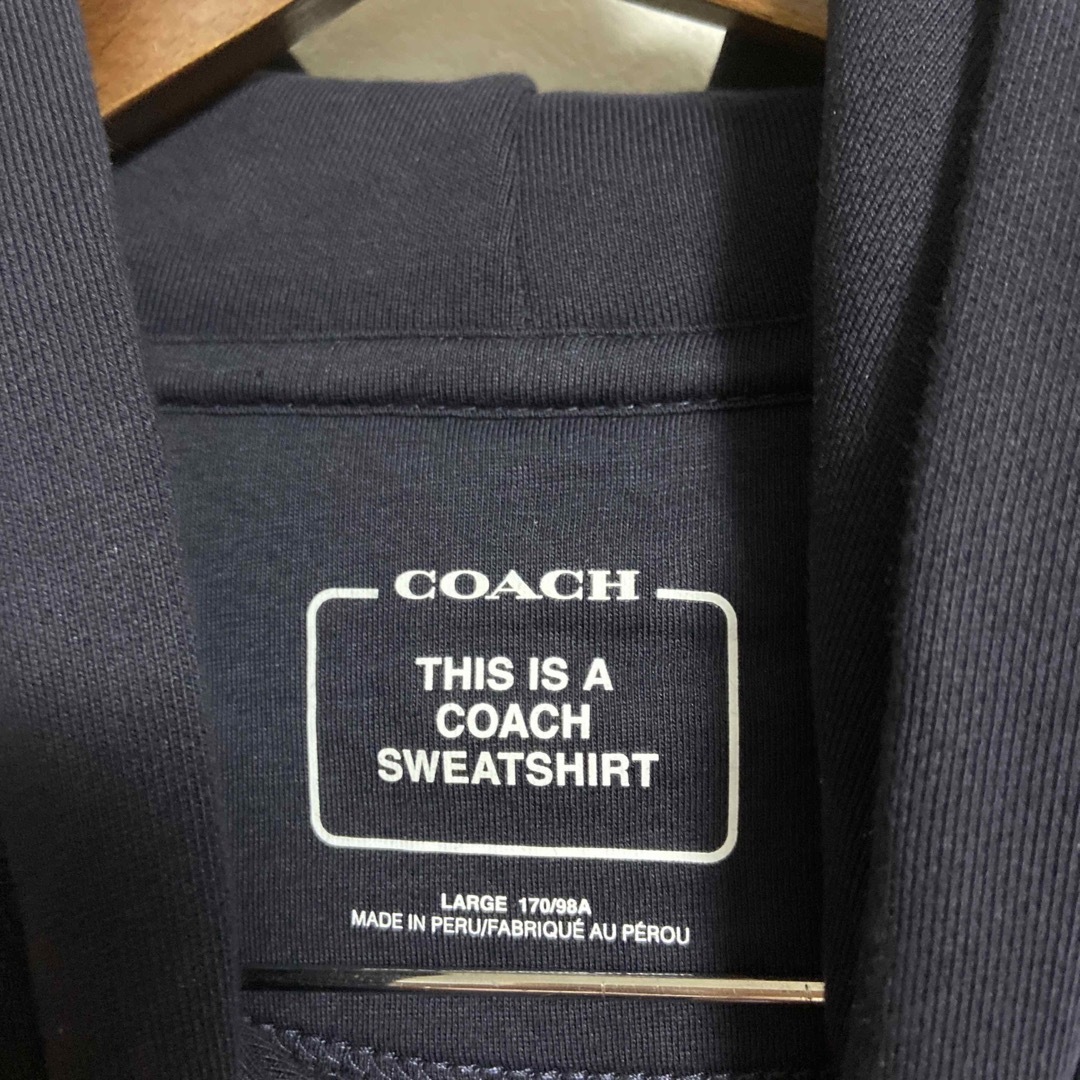 COACH
THIS IS A
COACH
SWEATSHIRT
LARGE 170/98A
MADE IN PERU/FABRIQUÉ AU PÉROU